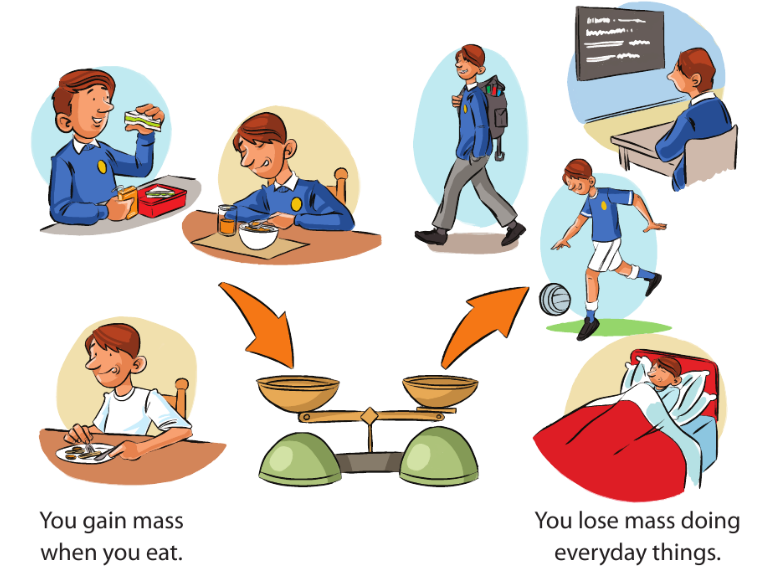 You gain mass
when you eat.
You lose mass doing
everyday things.